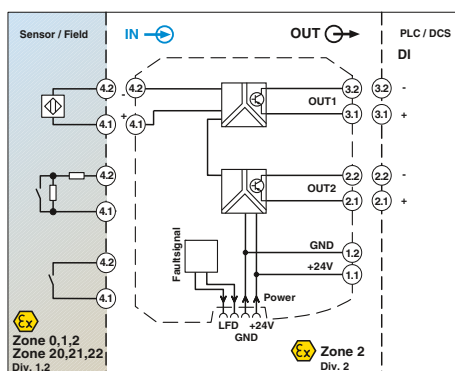 Sensor / Field
IN
OUT
PLC / DCS
DI
4.2
4.2
3.2
3.2
-
-
OUT1
+
4.1
4.1
3.1
3.1
+
4.2
2.2
2.2
-
OUT2
4.1
2.1
2.1
+
Faultsignal
GND
1.2
4.2
+24V
1.1
4.1
Power
LFD
+24V
GND
Ex
Zone 0,1,2
Zone 20,21,22
Div. 1,2
Ex
Zone 2
Div. 2